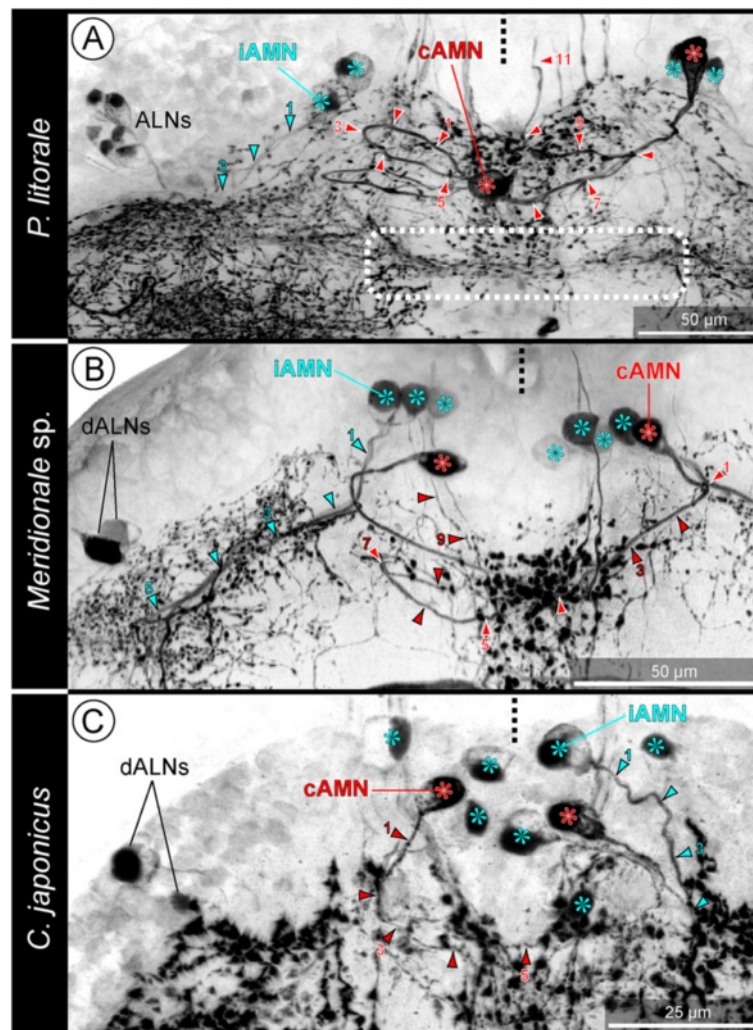 P. litorale
A
iAMN
cAMN
ALNs
1
3
3
1
5
11
9
7
50 µm
Meridionale sp.
B
iAMN
cAMN
dALNs
1
3
5
9
7
5
1
3
50 µm
C. japonicus
C
iAMN
cAMN
dALNs
1
3
1
3
5
25 µm